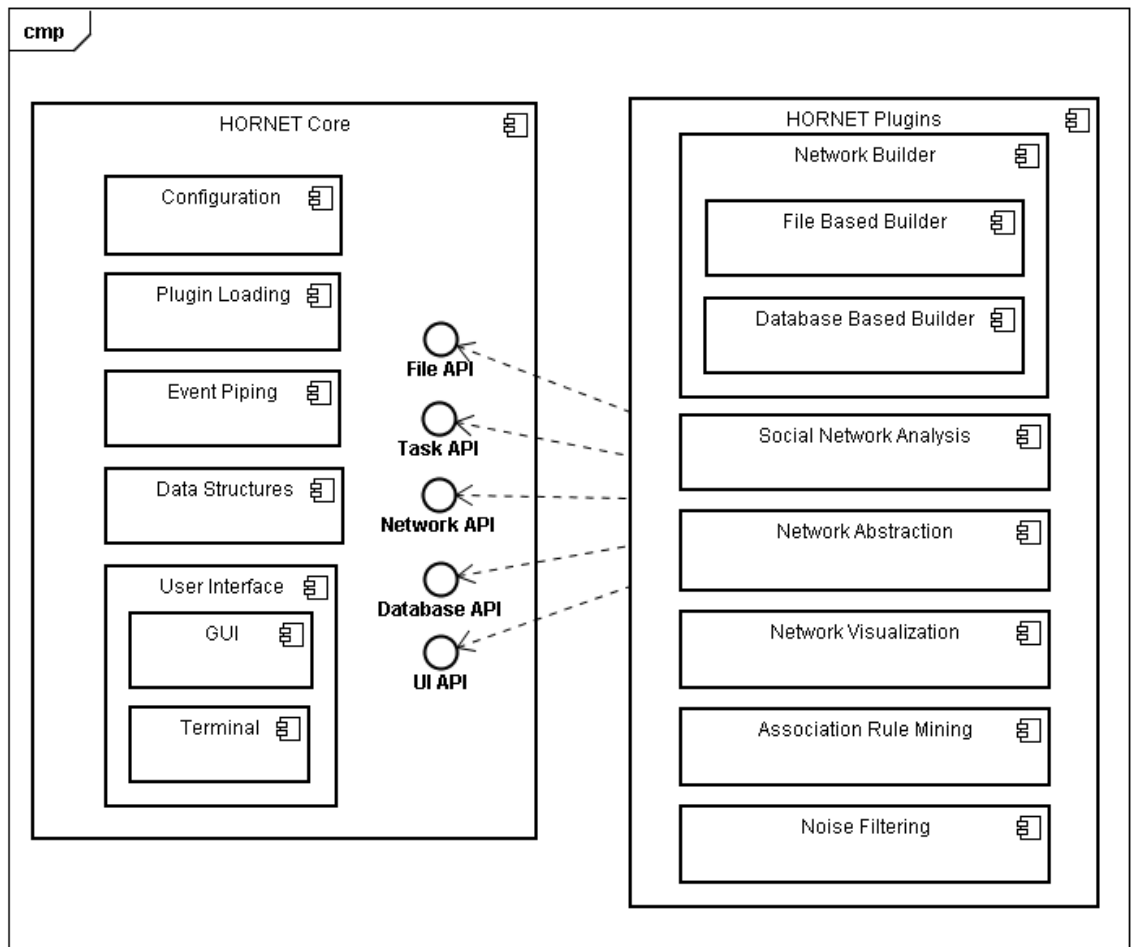 cmp
HORNET Core
Configuration
Plugin Loading
Event Piping
Data Structures
User Interface
GUI
Terminal
File API
Task API
Network API
Database API
UI API
HORNET Plugins
Network Builder
File Based Builder
Database Based Builder
Social Network Analysis
Network Abstraction
Network Visualization
Association Rule Mining
Noise Filtering